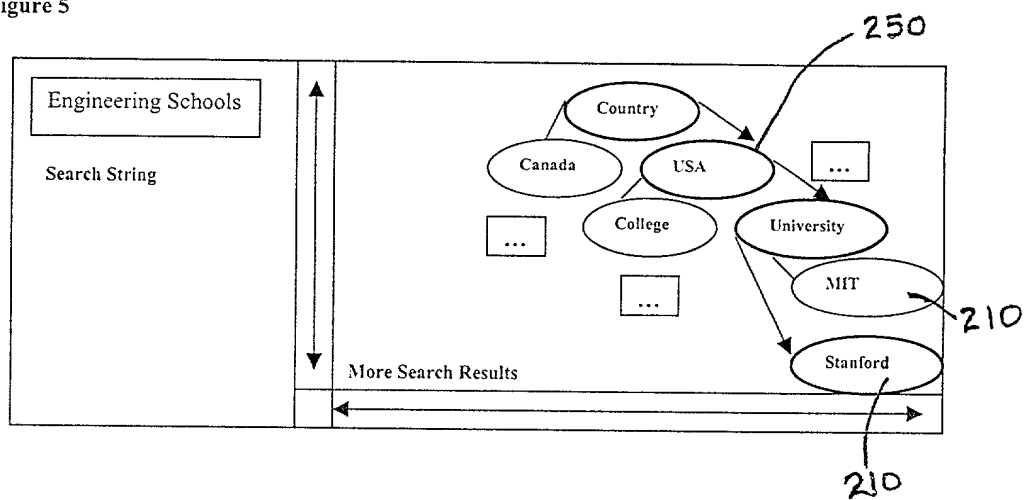 igure 5
250
Engineering Schools
Search String
Country
Canada
USA
...
College
University
...
...
MIT
210
More Search Results
Stanford
210